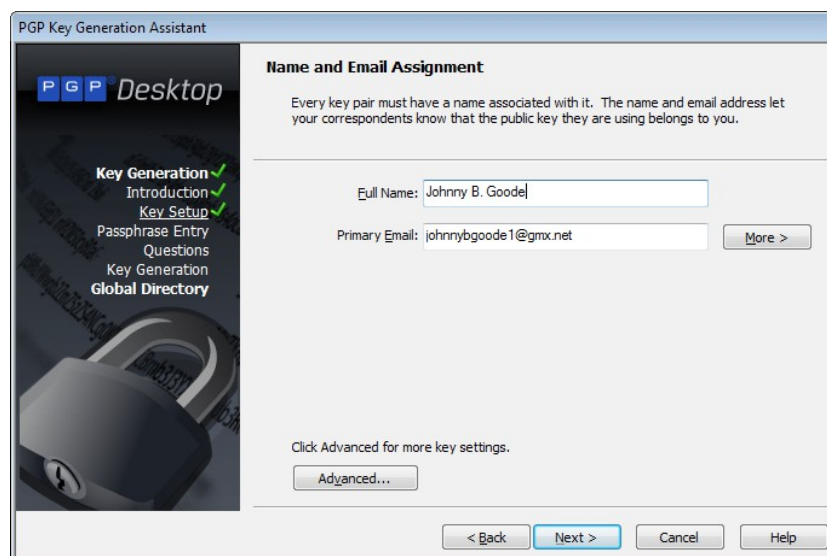 PGP Key Generation Assistant
PGP Desktop
Key Generation
Introduction
Key Setup
Passphrase Entry
Questions
Key Generation
Global Directory
Name and Email Assignment
Every key pair must have a name associated with it. The name and email address let
your correspondents know that the public key they are using belongs to you.
Full Name: Johnny B. Goode
Primary Email: johnnybgoode1@gmx.net More >
Click Advanced for more key settings.
Advanced...
< Back Next > Cancel Help